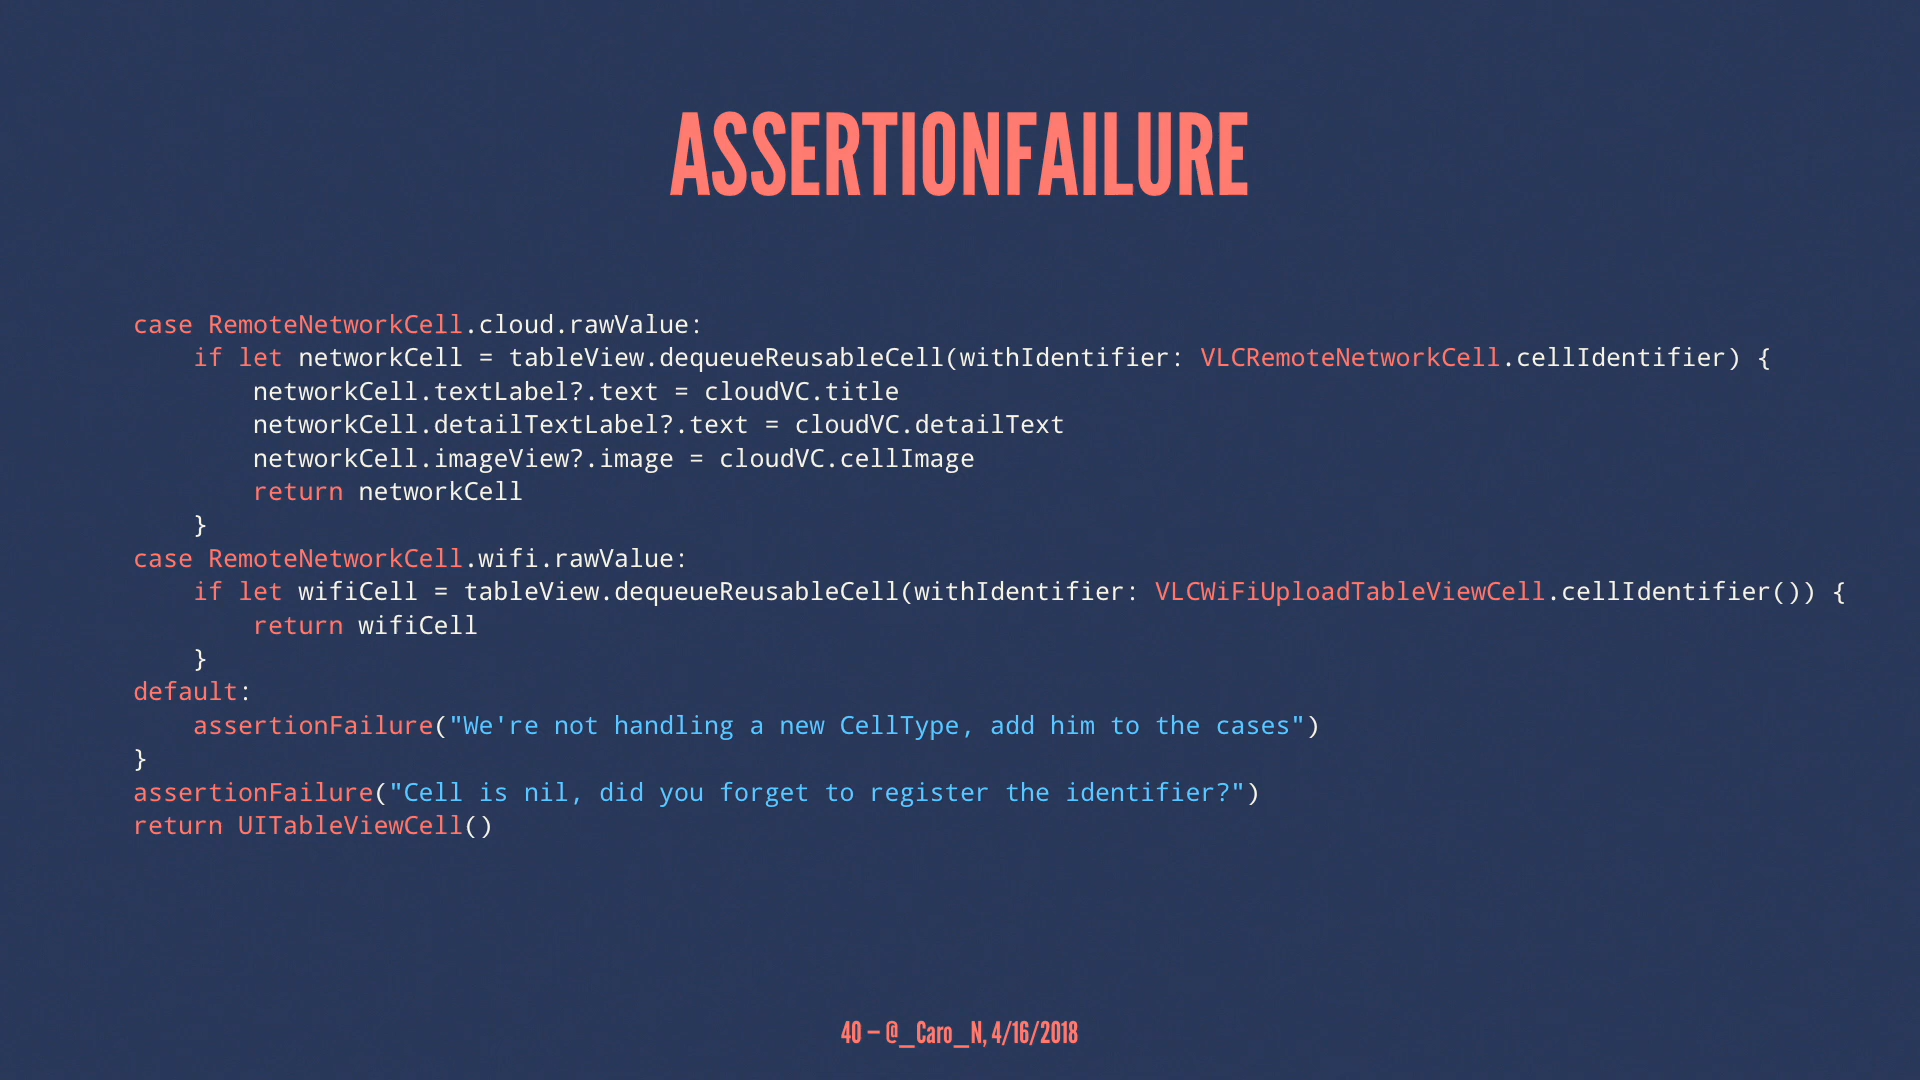 ASSERTIONFAILURE
case RemoteNetworkCell.cloud.rawValue:
    if let networkCell = tableView.dequeueReusableCell(withIdentifier: VLCRemoteNetworkCell.cellIdentifier) {
        networkCell.textLabel?.text = cloudVC.title
        networkCell.detailTextLabel?.text = cloudVC.detailText
        networkCell.imageView?.image = cloudVC.cellImage
        return networkCell
    }
case RemoteNetworkCell.wifi.rawValue:
    if let wifiCell = tableView.dequeueReusableCell(withIdentifier: VLCWiFiUploadTableViewCell.cellIdentifier()) {
        return wifiCell
    }
default:
    assertionFailure("We're not handling a new CellType, add him to the cases")
}
assertionFailure("Cell is nil, did you forget to register the identifier?")
return UITableViewCell()
40 — @_Caro_N, 4/16/2018